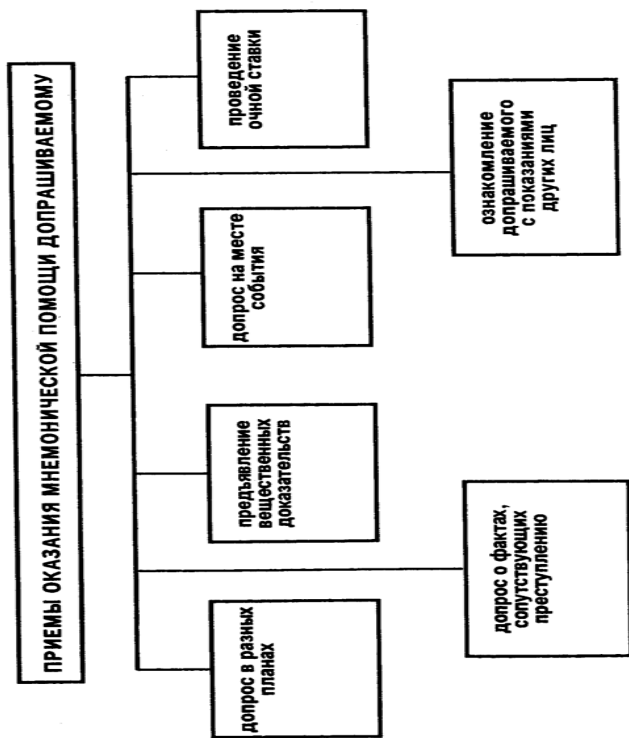 ПРИЕМЫ ОКАЗАНИЯ МНЕМОНИЧЕСКОЙ ПОМОЩИ ДОПРАШИВАЕМОМУ
допрос в разных
планах
предъявление
вещественных
доказательств
допрос на месте
события
проведение
очной ставки
допрос о фактах,
сопутствующих
преступлению
ознакомление
допрашиваемого
с показаниями
других лиц